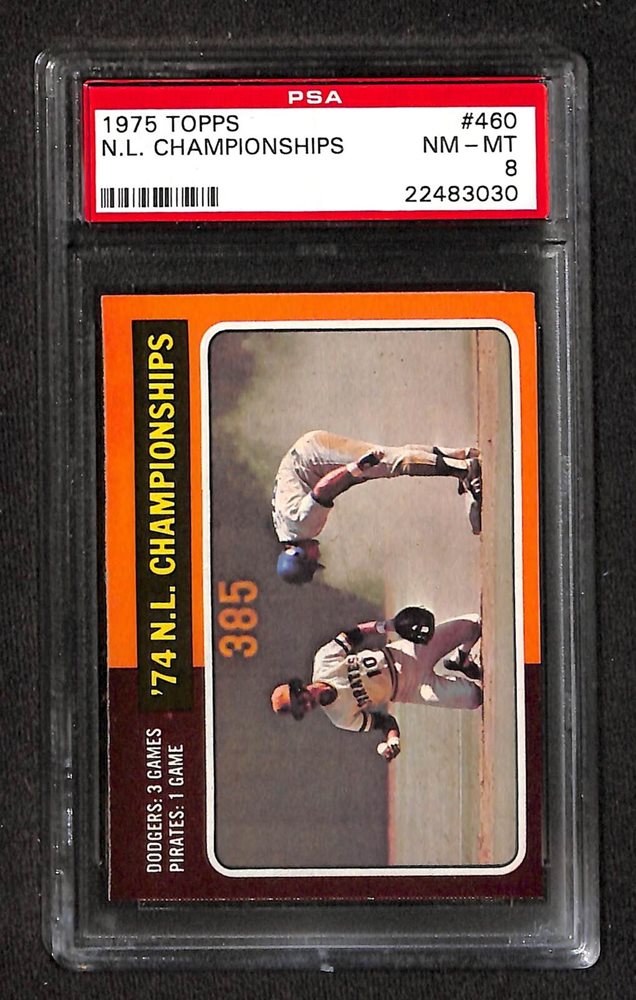 PSA
1975 TOPPS #460
N.L. CHAMPIONSHIPS NM – MT
8
22483030
'74 N.L. CHAMPIONSHIPS
DODGERS: 3 GAMES
PIRATES: 1 GAME
385
PIRATES
10